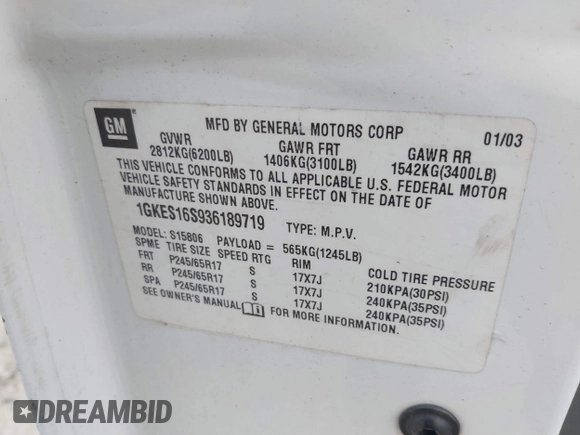 GM
MFD BY GENERAL MOTORS CORP 01/03
GVWR GAWR FRT GAWR RR
2812KG(6200LB) 1406KG(3100LB) 1542KG(3400LB)
THIS VEHICLE CONFORMS TO ALL APPLICABLE U.S. FEDERAL MOTOR
VEHICLE SAFETY STANDARDS IN EFFECT ON THE DATE OF
MANUFACTURE SHOWN ABOVE.
1GKES16S936189719 TYPE: M.P.V.
MODEL: S15806 PAYLOAD = 565KG(1245LB)
SPME TIRE SIZE SPEED RTG RIM COLD TIRE PRESSURE
FRT P245/65R17 S 17X7J 210KPA(30PSI)
RR P245/65R17 S 17X7J 240KPA(35PSI)
SPA P245/65R17 S 17X7J 240KPA(35PSI)
SEE OWNER'S MANUAL FOR MORE INFORMATION.
DREAMBID